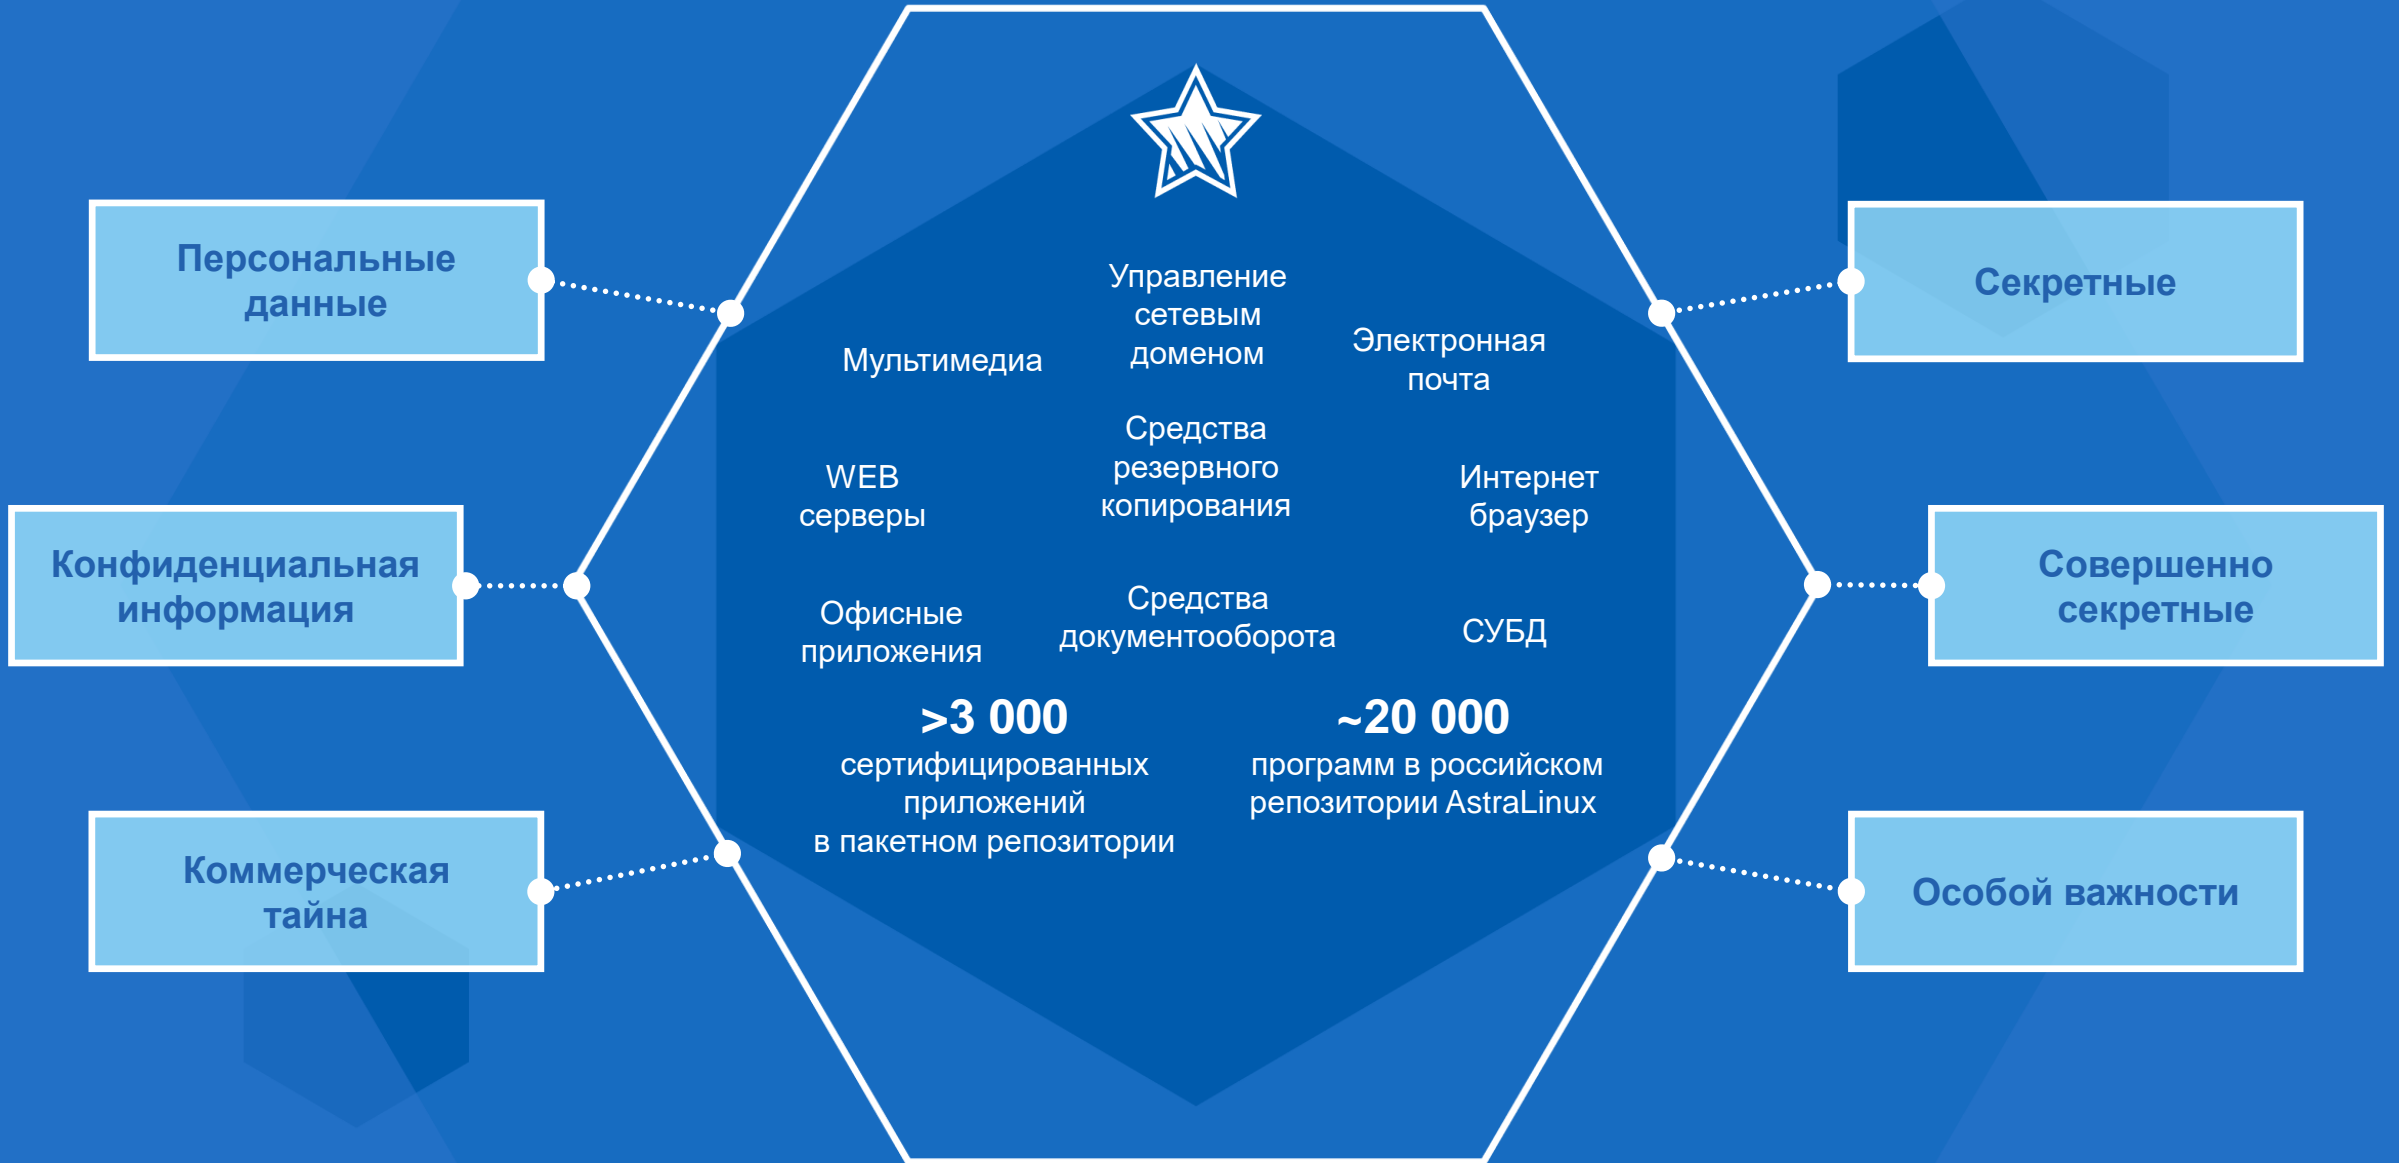 Персональные
данные
Конфиденциальная
информация
Коммерческая
тайна
Управление
сетевым
доменом
Мультимедиа
Электронная
почта
Средства
резервного
копирования
WEB
серверы
Интернет
браузер
Офисные
приложения
Средства
документооборота
СУБД
>3 000
сертифицированных
приложений
в пакетном репозитории
~20 000
программ в российском
репозитории AstraLinux
Секретные
Совершенно
секретные
Особой важности